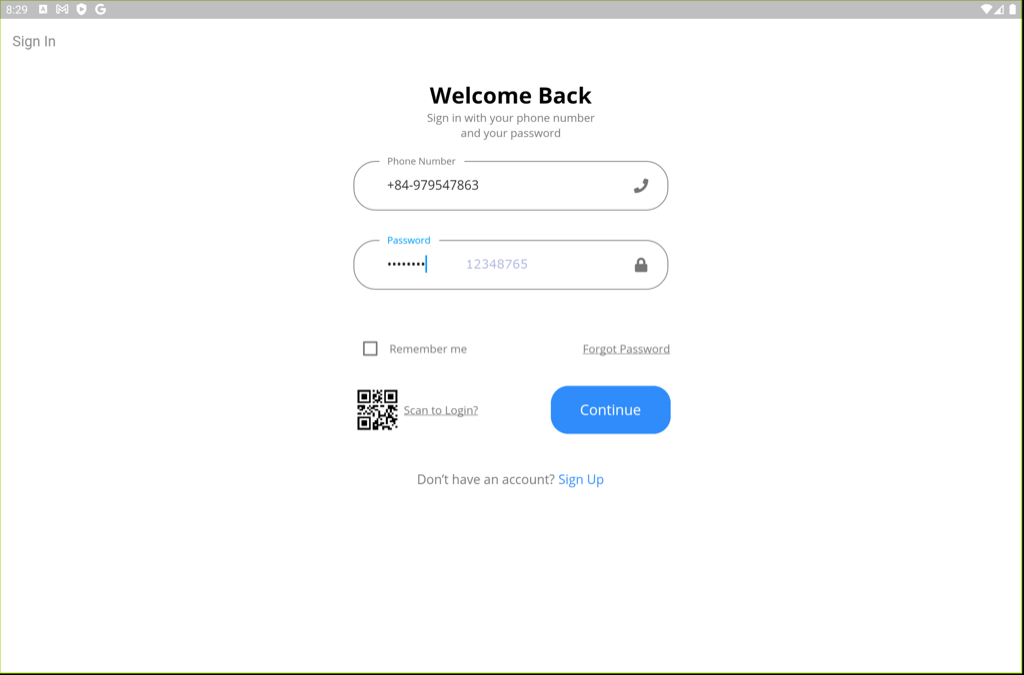 8:29
Sign In
Welcome Back
Sign in with your phone number
and your password
Phone Number
+84-979547863
Password
•••••••• 12348765
Remember me
Forgot Password
Scan to Login?
Continue
Don't have an account? Sign Up